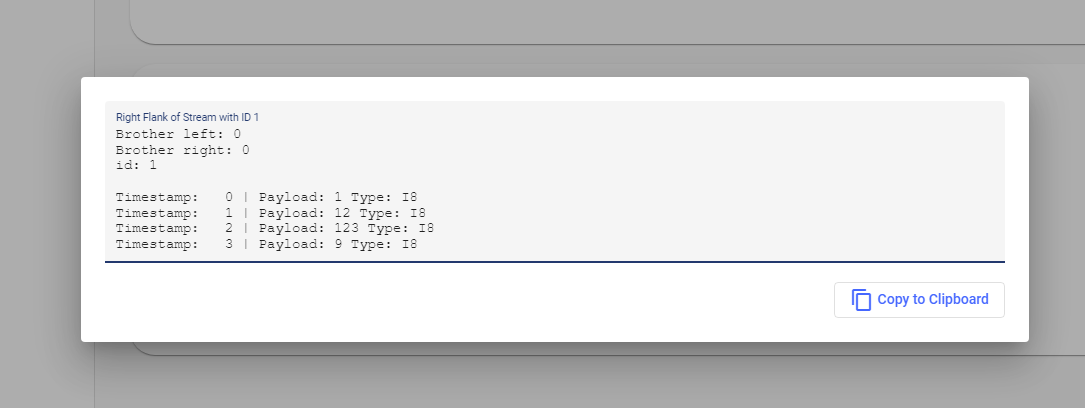 Right Flank of Stream with ID 1
Brother left: 0
Brother right: 0
id: 1
Timestamp:   0 | Payload: 1 Type: I8
Timestamp:   1 | Payload: 12 Type: I8
Timestamp:   2 | Payload: 123 Type: I8
Timestamp:   3 | Payload: 9 Type: I8
Copy to Clipboard